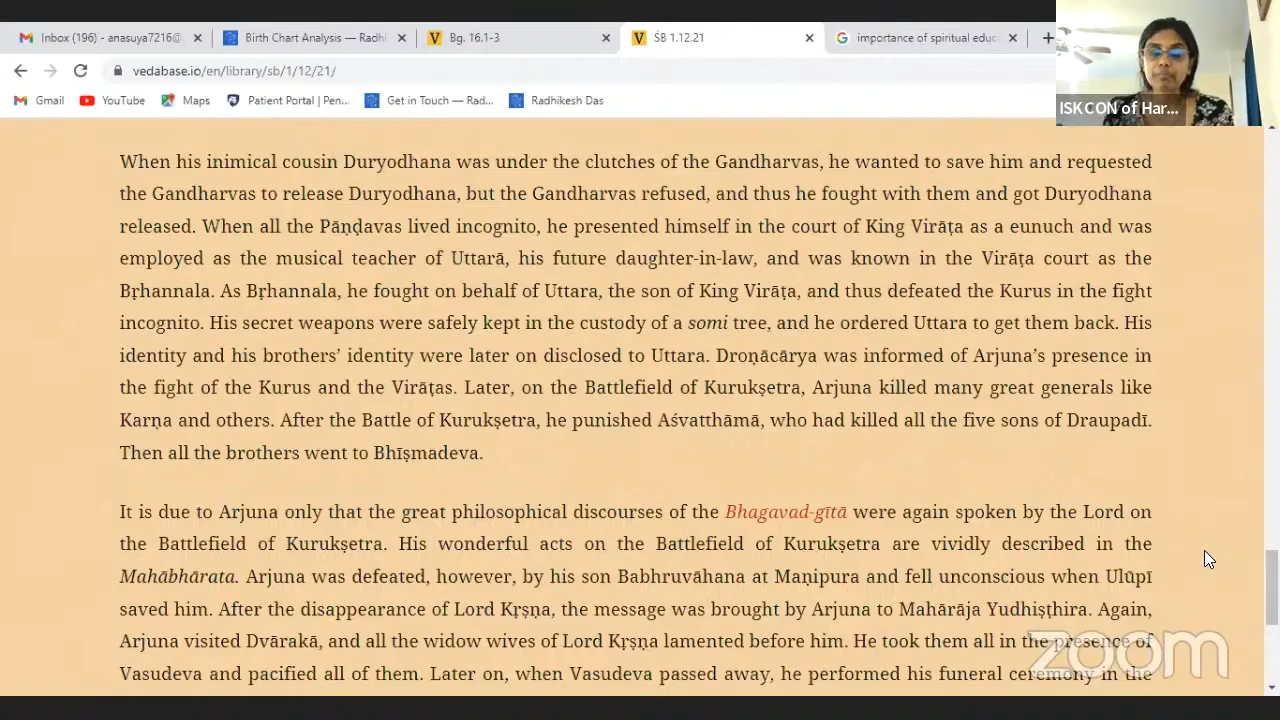 Inbox (196) - anasuya7216@
Birth Chart Analysis — Radhi
Bg. 16.1-3
ŚB 1.12.21
importance of spiritual educ
vedabase.io/en/library/sb/1/12/21/
Gmail
YouTube
Maps
Patient Portal | Pen...
Get in Touch — Rad...
Radhikesh Das
ISKCON of Har...
When his inimical cousin Duryodhana was under the clutches of the Gandharvas, he wanted to save him and requested
the Gandharvas to release Duryodhana, but the Gandharvas refused, and thus he fought with them and got Duryodhana
released. When all the Pāṇḍavas lived incognito, he presented himself in the court of King Virāṭa as a eunuch and was
employed as the musical teacher of Uttarā, his future daughter-in-law, and was known in the Virāṭa court as the
Bṛhannala. As Bṛhannala, he fought on behalf of Uttara, the son of King Virāṭa, and thus defeated the Kurus in the fight
incognito. His secret weapons were safely kept in the custody of a somi tree, and he ordered Uttara to get them back. His
identity and his brothers’ identity were later on disclosed to Uttara. Droṇācārya was informed of Arjuna’s presence in
the fight of the Kurus and the Virāṭas. Later, on the Battlefield of Kurukṣetra, Arjuna killed many great generals like
Karṇa and others. After the Battle of Kurukṣetra, he punished Aśvatthāmā, who had killed all the five sons of Draupadī.
Then all the brothers went to Bhīṣmadeva.
It is due to Arjuna only that the great philosophical discourses of the Bhagavad-gītā were again spoken by the Lord on
the Battlefield of Kurukṣetra. His wonderful acts on the Battlefield of Kurukṣetra are vividly described in the
Mahābhārata. Arjuna was defeated, however, by his son Babhruvāhana at Maṇipura and fell unconscious when Ulūpī
saved him. After the disappearance of Lord Kṛṣṇa, the message was brought by Arjuna to Mahārāja Yudhiṣṭhira. Again,
Arjuna visited Dvārakā, and all the widow wives of Lord Kṛṣṇa lamented before him. He took them all in the presence of
Vasudeva and pacified all of them. Later on, when Vasudeva passed away, he performed his funeral ceremony in the
zoom